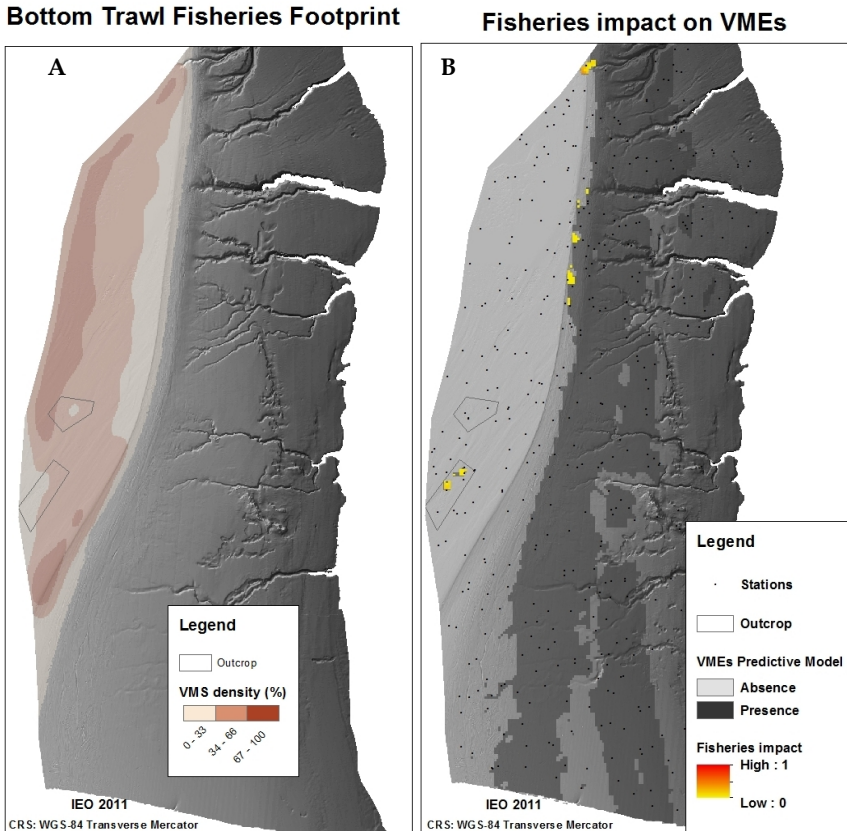 Bottom Trawl Fisheries Footprint
A
Legend
Outcrop
VMS density (%)
0 - 33
34 - 66
67 - 100
IEO 2011
CRS: WGS-84 Transverse Mercator
Fisheries impact on VMEs
B
Legend
Stations
Outcrop
VMEs Predictive Model
Absence
Presence
Fisheries impact
High : 1
Low : 0
IEO 2011
CRS: WGS-84 Transverse Mercator